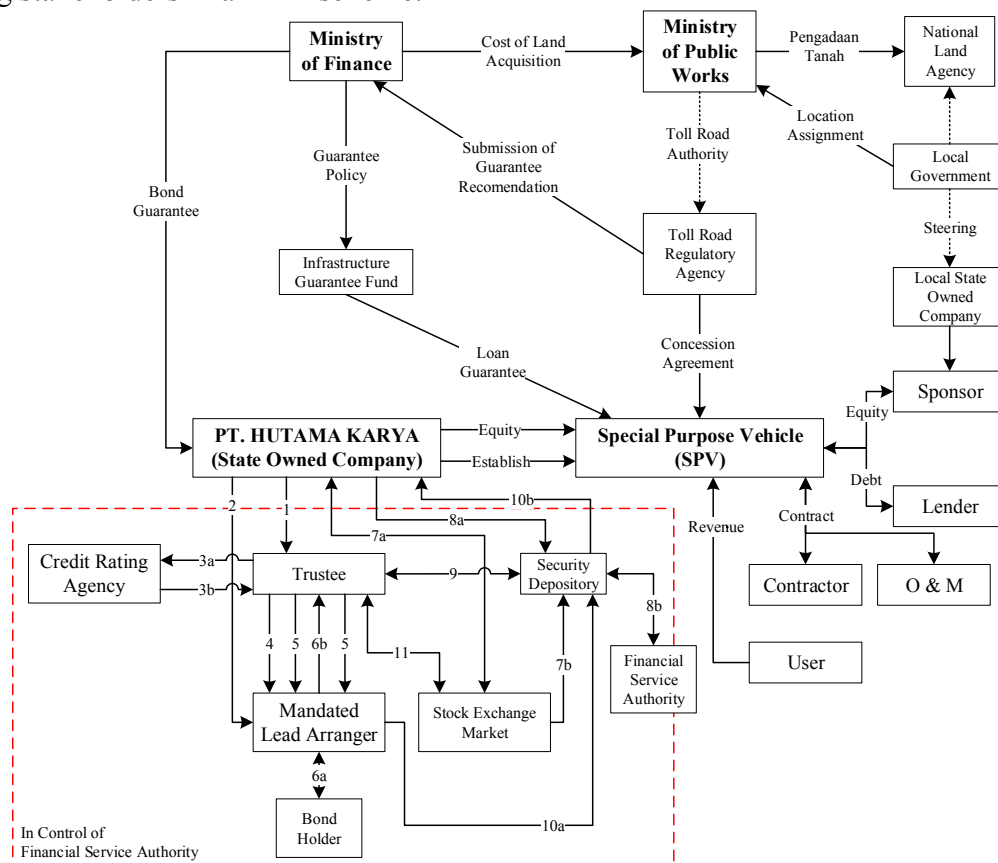 stakeholders in a scheme.
Ministry
of Finance
Cost of Land
Acquisition
Ministry
of Public
Works
Pengadaan
Tanah
National
Land
Agency
Location
Assignment
Local
Government
Toll Road
Authority
Submission of
Guarantee
Recomendation
Guarantee
Policy
Bond
Guarantee
Steering
Infrastructure
Guarantee Fund
Toll Road
Regulatory
Agency
Local State
Owned
Company
Loan
Guarantee
Concession
Agreement
Sponsor
Equity
PT. HUTAMA KARYA
(State Owned Company)
Equity
Establish
Special Purpose Vehicle
(SPV)
Debt
Lender
2
1
7a
8a
10b
Revenue
Contract
Credit Rating
Agency
3a
3b
Trustee
9
Security
Depository
Contractor
O & M
8b
4
5
6b
5
11
7b
Financial
Service
Authority
User
Mandated
Lead Arranger
Stock Exchange
Market
6a
Bond
Holder
10a
In Control of
Financial Service Authority